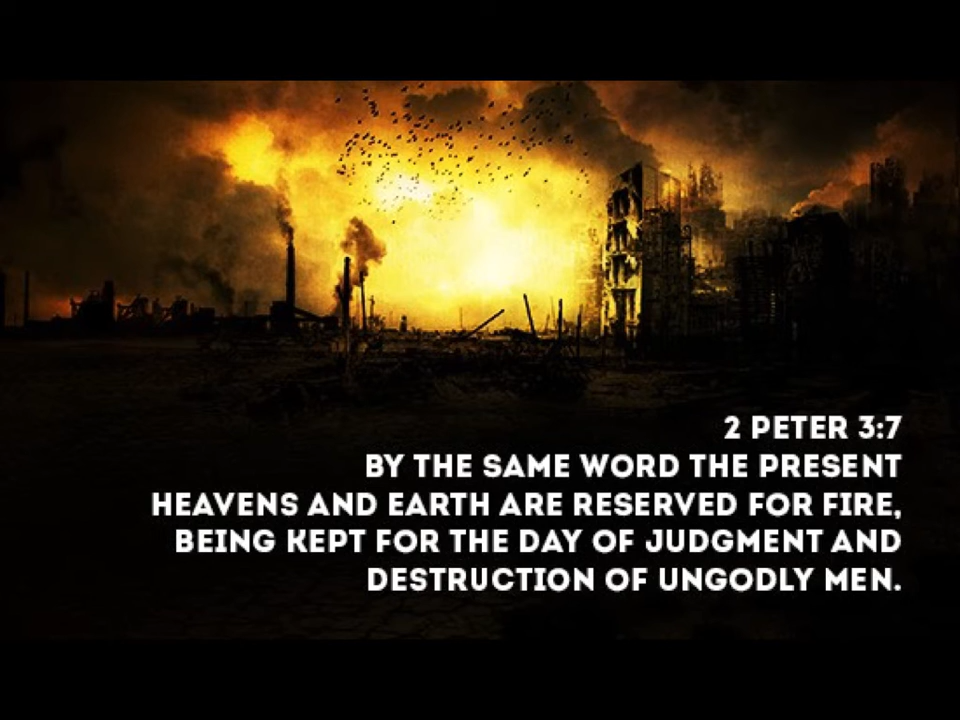 2 PETER 3:7
BY THE SAME WORD THE PRESENT
HEAVENS AND EARTH ARE RESERVED FOR FIRE,
BEING KEPT FOR THE DAY OF JUDGMENT AND
DESTRUCTION OF UNGODLY MEN.